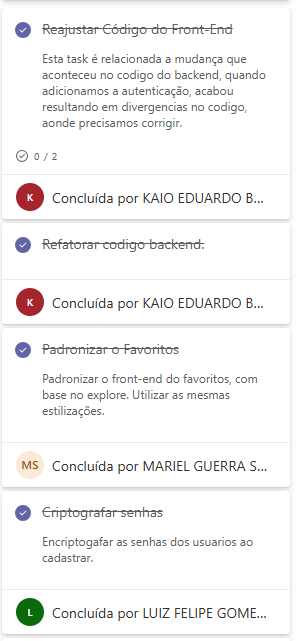 Reajustar Código do Front-End
Esta task é relacionada a mudança que
aconteceu no codigo do backend, quando
adicionamos a autenticação, acabou
resultando em divergencias no codigo,
aonde precisamos corrigir.
0 / 2
K Concluída por KAIO EDUARDO B...
Refatorar codigo backend.
K Concluída por KAIO EDUARDO B...
Padronizar o Favoritos
Padronizar o front-end do favoritos, com
base no explore. Utilizar as mesmas
estilizações.
MS Concluída por MARIEL GUERRA S...
Criptografar senhas
Encriptogafar as senhas dos usuarios ao
cadastrar.
L Concluída por LUIZ FELIPE GOME...